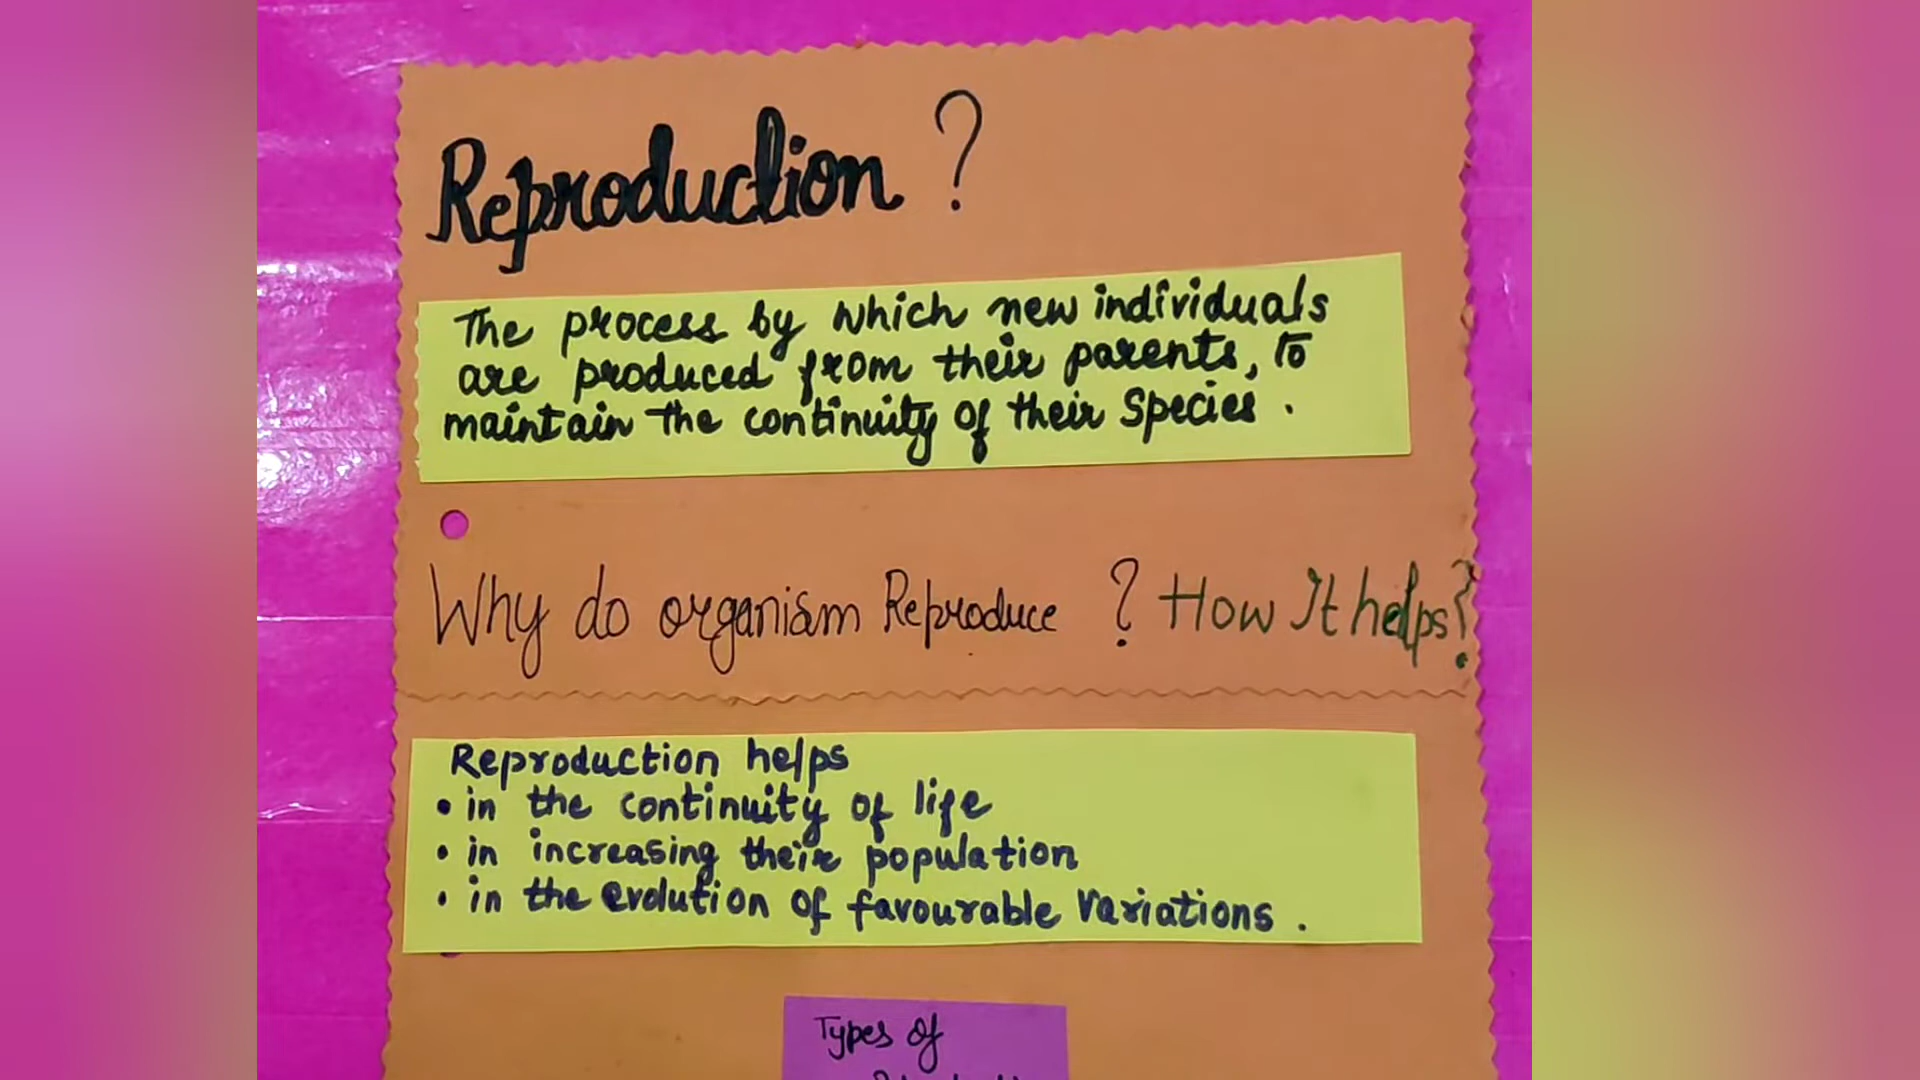 Reproduction ?
The process by which new individuals
are produced from their parents, to
maintain the continuity of their Species.
Why do organism Reproduce ? How It helps?
Reproduction helps
• in the continuity of life
• in increasing their population
• in the evolution of favourable variations.
Types of